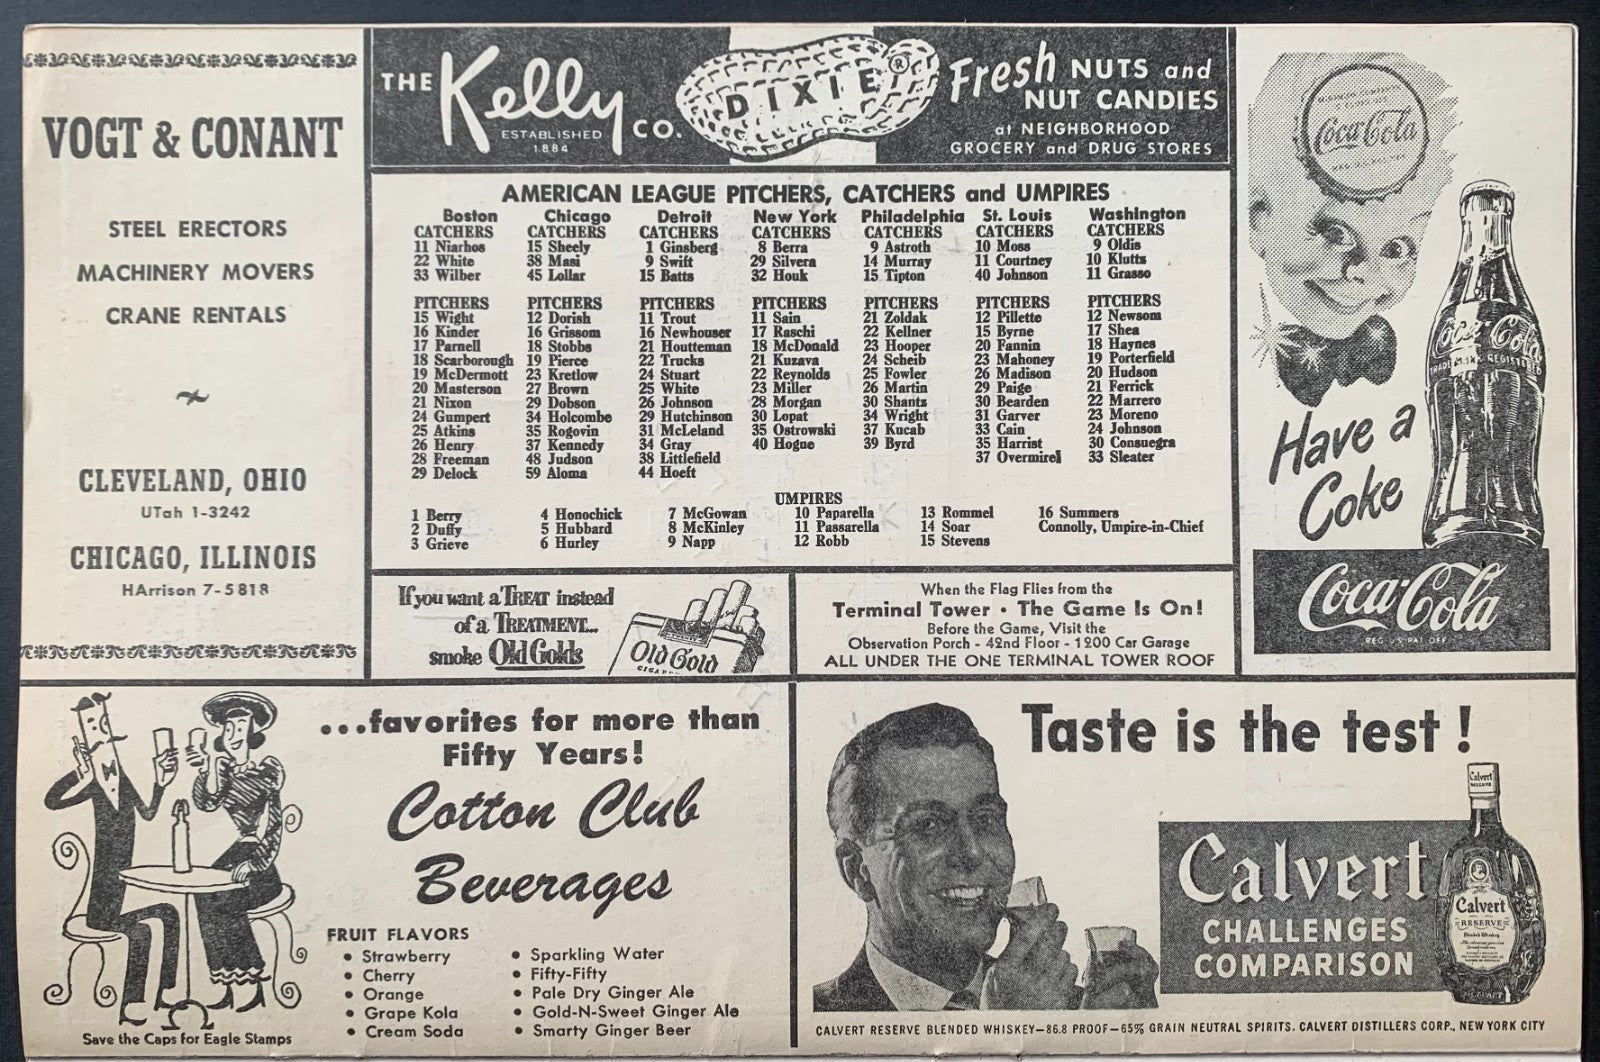 VOGT & CONANT
STEEL ERECTORS
MACHINERY MOVERS
CRANE RENTALS
CLEVELAND, OHIO
UTah 1-3242
CHICAGO, ILLINOIS
HArrison 7-5818
THE Kelly CO.
ESTABLISHED
1884
DIXIE ®
Fresh NUTS and
NUT CANDIES
at NEIGHBORHOOD
GROCERY and DRUG STORES
AMERICAN LEAGUE PITCHERS, CATCHERS and UMPIRES
Boston
CATCHERS
11 Niarhos
22 White
33 Wilber
PITCHERS
15 Wight
16 Kinder
17 Parnell
18 Scarborough
19 McDermott
20 Masterson
21 Nixon
24 Gumpert
25 Atkins
26 Henry
28 Freeman
29 Delock
Chicago
CATCHERS
15 Sheely
38 Masi
45 Lollar
PITCHERS
12 Dorish
16 Grissom
18 Stobbs
19 Pierce
23 Kretlow
27 Brown
29 Dobson
34 Holcombe
35 Rogovin
37 Kennedy
48 Judson
59 Aloma
Detroit
CATCHERS
1 Ginsberg
9 Swift
15 Batts
PITCHERS
11 Trout
16 Newhouser
21 Houtteman
22 Trucks
24 Stuart
25 White
26 Johnson
29 Hutchinson
31 McLeland
34 Gray
38 Littlefield
44 Hoeft
New York
CATCHERS
8 Berra
29 Silvera
32 Houk
PITCHERS
11 Sain
17 Raschi
18 McDonald
21 Kuzava
22 Reynolds
23 Miller
28 Morgan
30 Lopat
35 Ostrowski
40 Hogue
Philadelphia
CATCHERS
9 Astroth
14 Murray
15 Tipton
PITCHERS
21 Zoldak
22 Kellner
23 Hooper
24 Scheib
25 Fowler
26 Martin
30 Shantz
34 Wright
37 Kucab
39 Byrd
St. Louis
CATCHERS
10 Moss
11 Courtney
40 Johnson
PITCHERS
12 Pillette
15 Byrne
20 Fannin
23 Mahoney
26 Madison
29 Paige
30 Bearden
31 Garver
33 Cain
35 Harrist
37 Overmirel
Washington
CATCHERS
9 Oldis
10 Kluttz
11 Grasso
PITCHERS
12 Newsom
17 Shea
18 Haynes
19 Porterfield
20 Hudson
21 Ferrick
22 Marrero
23 Moreno
24 Johnson
30 Consuegra
33 Sleater
UMPIRES
1 Berry
2 Duffy
3 Grieve
4 Honochick
5 Hubbard
6 Hurley
7 McGowan
8 McKinley
9 Napp
10 Paparella
11 Passarella
12 Robb
13 Rommel
14 Soar
15 Stevens
16 Summers
Connolly, Umpire-in-Chief
Coca-Cola
Coca-Cola
TRADE MARK REGISTERED
Have a
Coke
Coca-Cola
REG. U.S. PAT OFF
If you want a TREAT instead
of a TREATMENT...
smoke Old Golds
Old Gold
When the Flag Flies from the
Terminal Tower • The Game Is On!
Before the Game, Visit the
Observation Porch - 42nd Floor - 1200 Car Garage
ALL UNDER THE ONE TERMINAL TOWER ROOF
...favorites for more than
Fifty Years!
Cotton Club
Beverages
FRUIT FLAVORS
• Strawberry
• Cherry
• Orange
• Grape Kola
• Cream Soda
• Sparkling Water
• Fifty-Fifty
• Pale Dry Ginger Ale
• Gold-N-Sweet Ginger Ale
• Smarty Ginger Beer
Save the Caps for Eagle Stamps
Taste is the test!
Calvert
CHALLENGES
COMPARISON
Calvert
RESERVE
Calvert
RESERVE
CALVERT RESERVE BLENDED WHISKEY—86.8 PROOF—65% GRAIN NEUTRAL SPIRITS. CALVERT DISTILLERS CORP., NEW YORK CITY